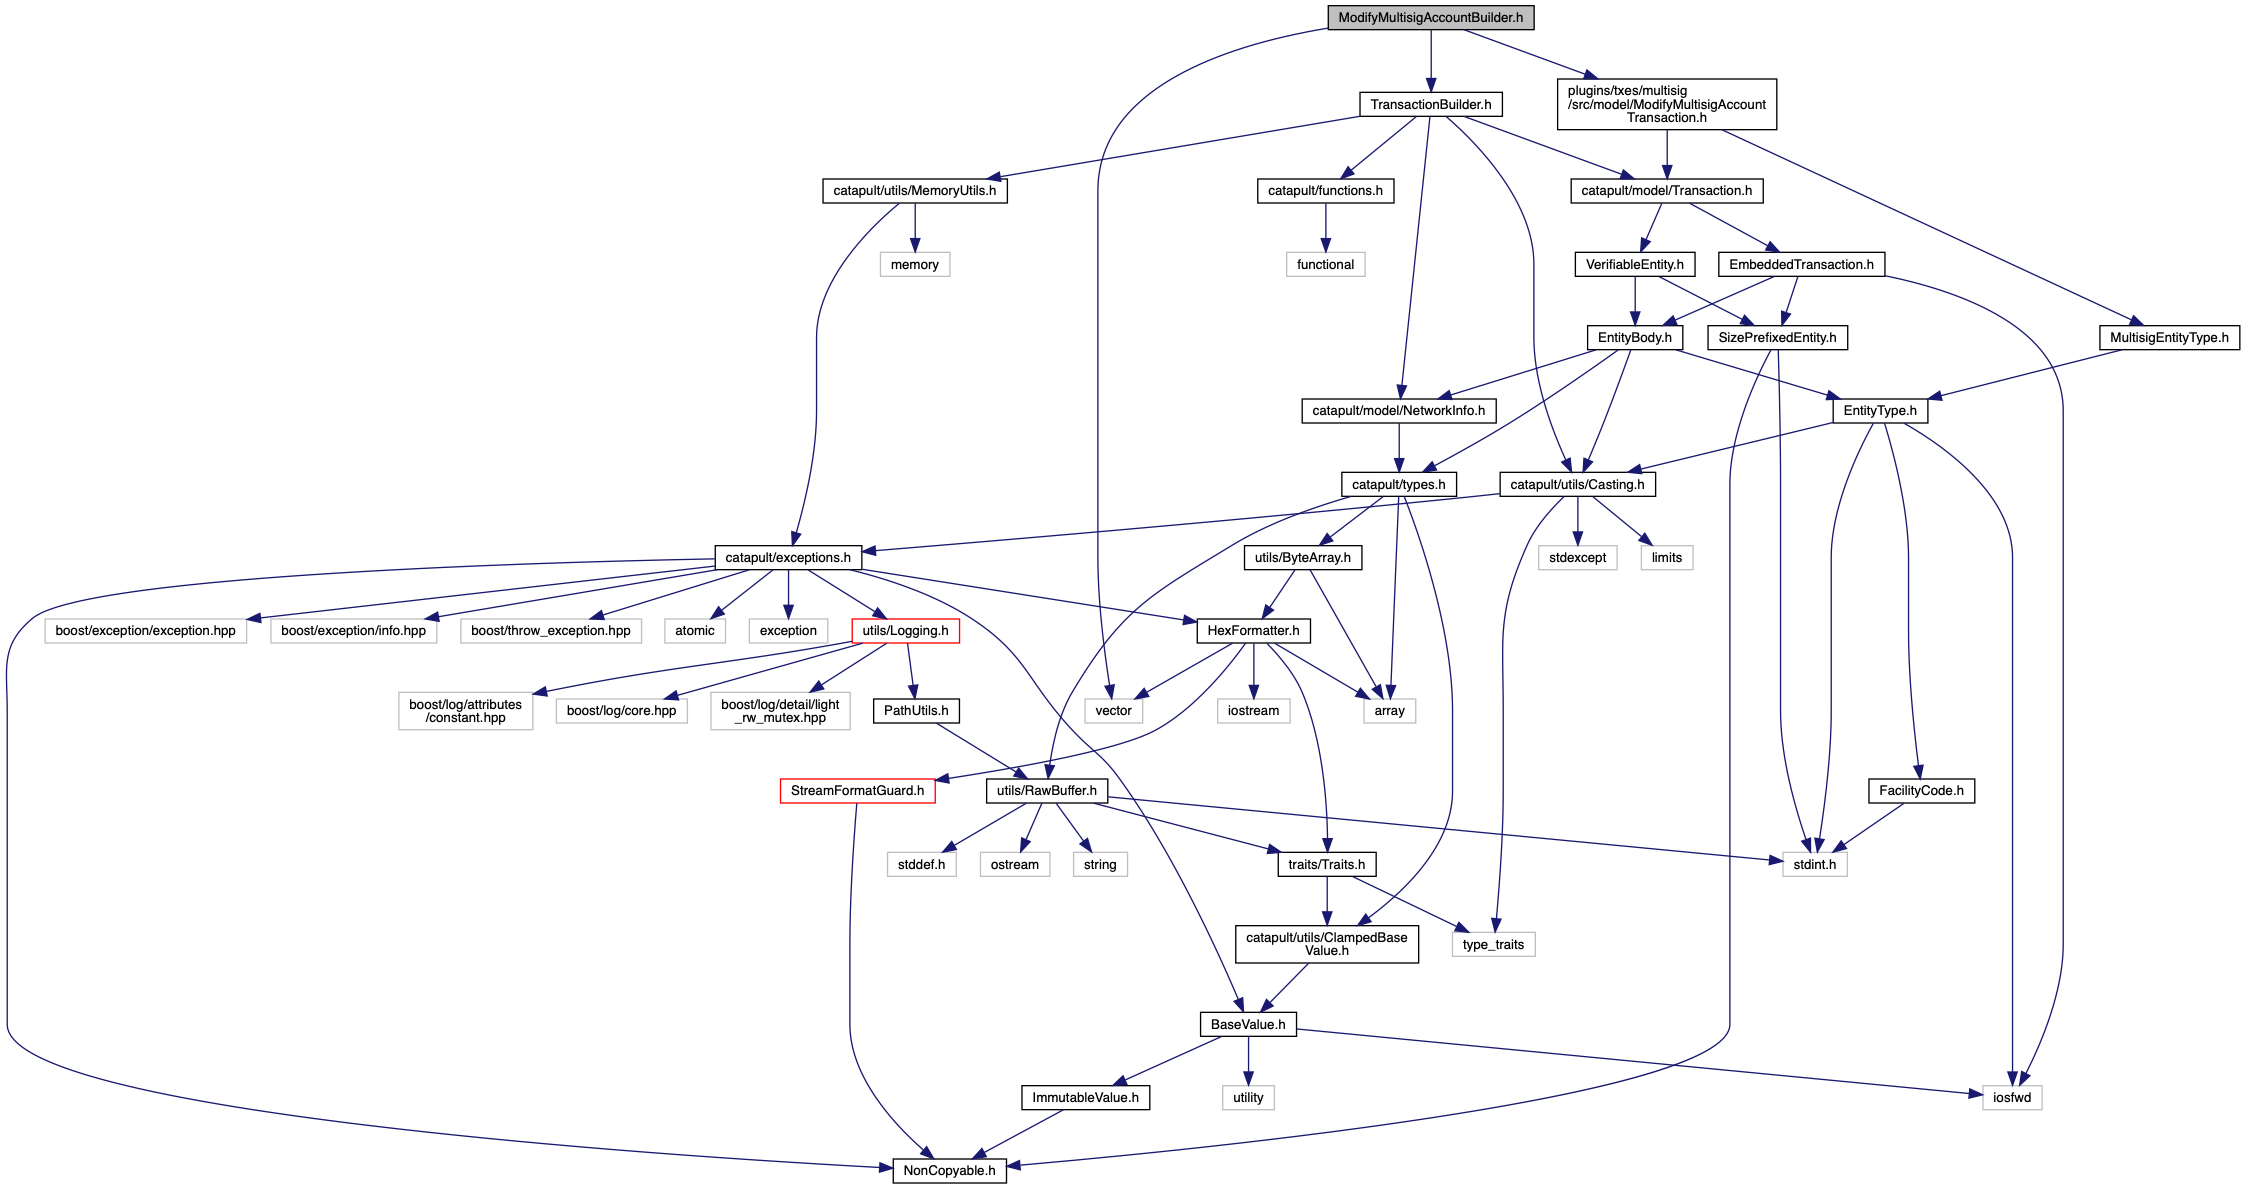 ModifyMultisigAccountBuilder.h
TransactionBuilder.h
plugins/txes/multisig
/src/model/ModifyMultisigAccount
Transaction.h
catapult/utils/MemoryUtils.h
catapult/functions.h
catapult/model/Transaction.h
memory
functional
VerifiableEntity.h
EmbeddedTransaction.h
EntityBody.h
SizePrefixedEntity.h
MultisigEntityType.h
catapult/model/NetworkInfo.h
EntityType.h
catapult/types.h
catapult/utils/Casting.h
catapult/exceptions.h
utils/ByteArray.h
stdexcept
limits
boost/exception/exception.hpp
boost/exception/info.hpp
boost/throw_exception.hpp
atomic
exception
utils/Logging.h
HexFormatter.h
boost/log/attributes
/constant.hpp
boost/log/core.hpp
boost/log/detail/light
_rw_mutex.hpp
PathUtils.h
vector
iostream
array
StreamFormatGuard.h
utils/RawBuffer.h
FacilityCode.h
stddef.h
ostream
string
traits/Traits.h
stdint.h
catapult/utils/ClampedBase
Value.h
type_traits
BaseValue.h
ImmutableValue.h
utility
iosfwd
NonCopyable.h